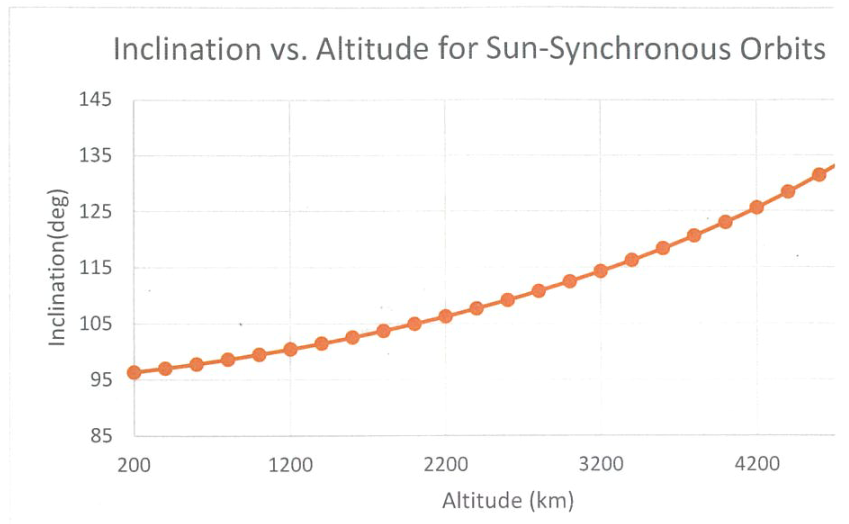 Inclination vs. Altitude for Sun-Synchronous Orbits
145
135
125
115
105
95
85
Inclination(deg)
200 1200 2200 3200 4200
Altitude (km)